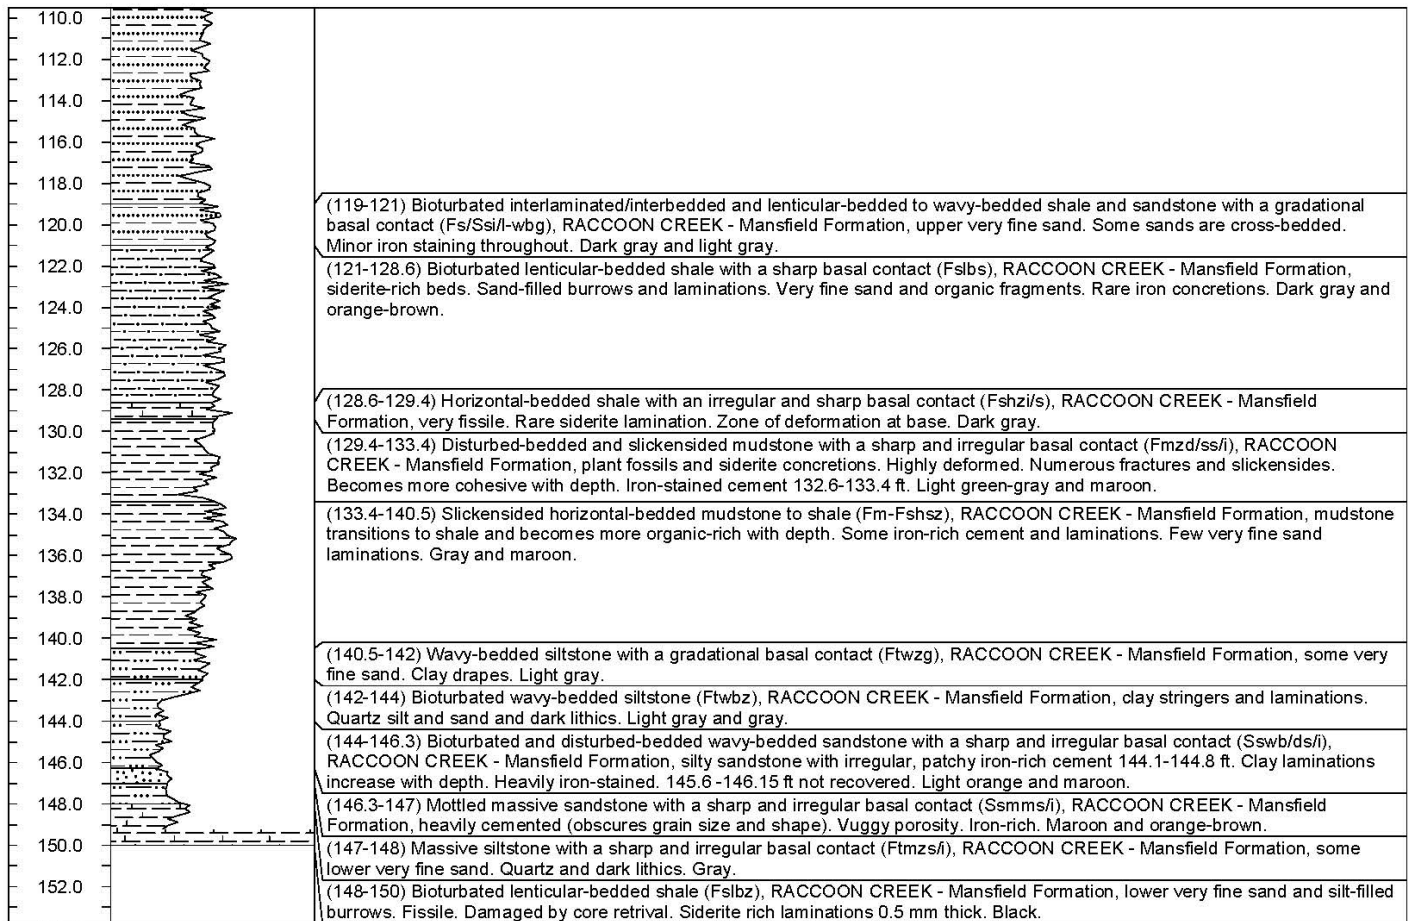 110.0
112.0
114.0
116.0
118.0
120.0
122.0
124.0
126.0
128.0
130.0
132.0
134.0
136.0
138.0
140.0
142.0
144.0
146.0
148.0
150.0
152.0
(119-121) Bioturbated interlaminated/interbedded and lenticular-bedded to wavy-bedded shale and sandstone with a gradational
basal contact (Fs/Ssi/l-wbg), RACCOON CREEK - Mansfield Formation, upper very fine sand. Some sands are cross-bedded.
Minor iron staining throughout. Dark gray and light gray.
(121-128.6) Bioturbated lenticular-bedded shale with a sharp basal contact (Fslbs), RACCOON CREEK - Mansfield Formation,
siderite-rich beds. Sand-filled burrows and laminations. Very fine sand and organic fragments. Rare iron concretions. Dark gray and
orange-brown.
(128.6-129.4) Horizontal-bedded shale with an irregular and sharp basal contact (Fshzi/s), RACCOON CREEK - Mansfield
Formation, very fissile. Rare siderite lamination. Zone of deformation at base. Dark gray.
(129.4-133.4) Disturbed-bedded and slickensided mudstone with a sharp and irregular basal contact (Fmzd/ss/i), RACCOON
CREEK - Mansfield Formation, plant fossils and siderite concretions. Highly deformed. Numerous fractures and slickensides.
Becomes more cohesive with depth. Iron-stained cement 132.6-133.4 ft. Light green-gray and maroon.
(133.4-140.5) Slickensided horizontal-bedded mudstone to shale (Fm-Fshsz), RACCOON CREEK - Mansfield Formation, mudstone
transitions to shale and becomes more organic-rich with depth. Some iron-rich cement and laminations. Few very fine sand
laminations. Gray and maroon.
(140.5-142) Wavy-bedded siltstone with a gradational basal contact (Ftwzg), RACCOON CREEK - Mansfield Formation, some very
fine sand. Clay drapes. Light gray.
(142-144) Bioturbated wavy-bedded siltstone (Ftwbz), RACCOON CREEK - Mansfield Formation, clay stringers and laminations.
Quartz silt and sand and dark lithics. Light gray and gray.
(144-146.3) Bioturbated and disturbed-bedded wavy-bedded sandstone with a sharp and irregular basal contact (Sswb/ds/i),
RACCOON CREEK - Mansfield Formation, silty sandstone with irregular, patchy iron-rich cement 144.1-144.8 ft. Clay laminations
increase with depth. Heavily iron-stained. 145.6 -146.15 ft not recovered. Light orange and maroon.
(146.3-147) Mottled massive sandstone with a sharp and irregular basal contact (Ssmms/i), RACCOON CREEK - Mansfield
Formation, heavily cemented (obscures grain size and shape). Vuggy porosity. Iron-rich. Maroon and orange-brown.
(147-148) Massive siltstone with a sharp and irregular basal contact (Ftmzs/i), RACCOON CREEK - Mansfield Formation, some
lower very fine sand. Quartz and dark lithics. Gray.
(148-150) Bioturbated lenticular-bedded shale (Fslbz), RACCOON CREEK - Mansfield Formation, lower very fine sand and silt-filled
burrows. Fissile. Damaged by core retrival. Siderite rich laminations 0.5 mm thick. Black.